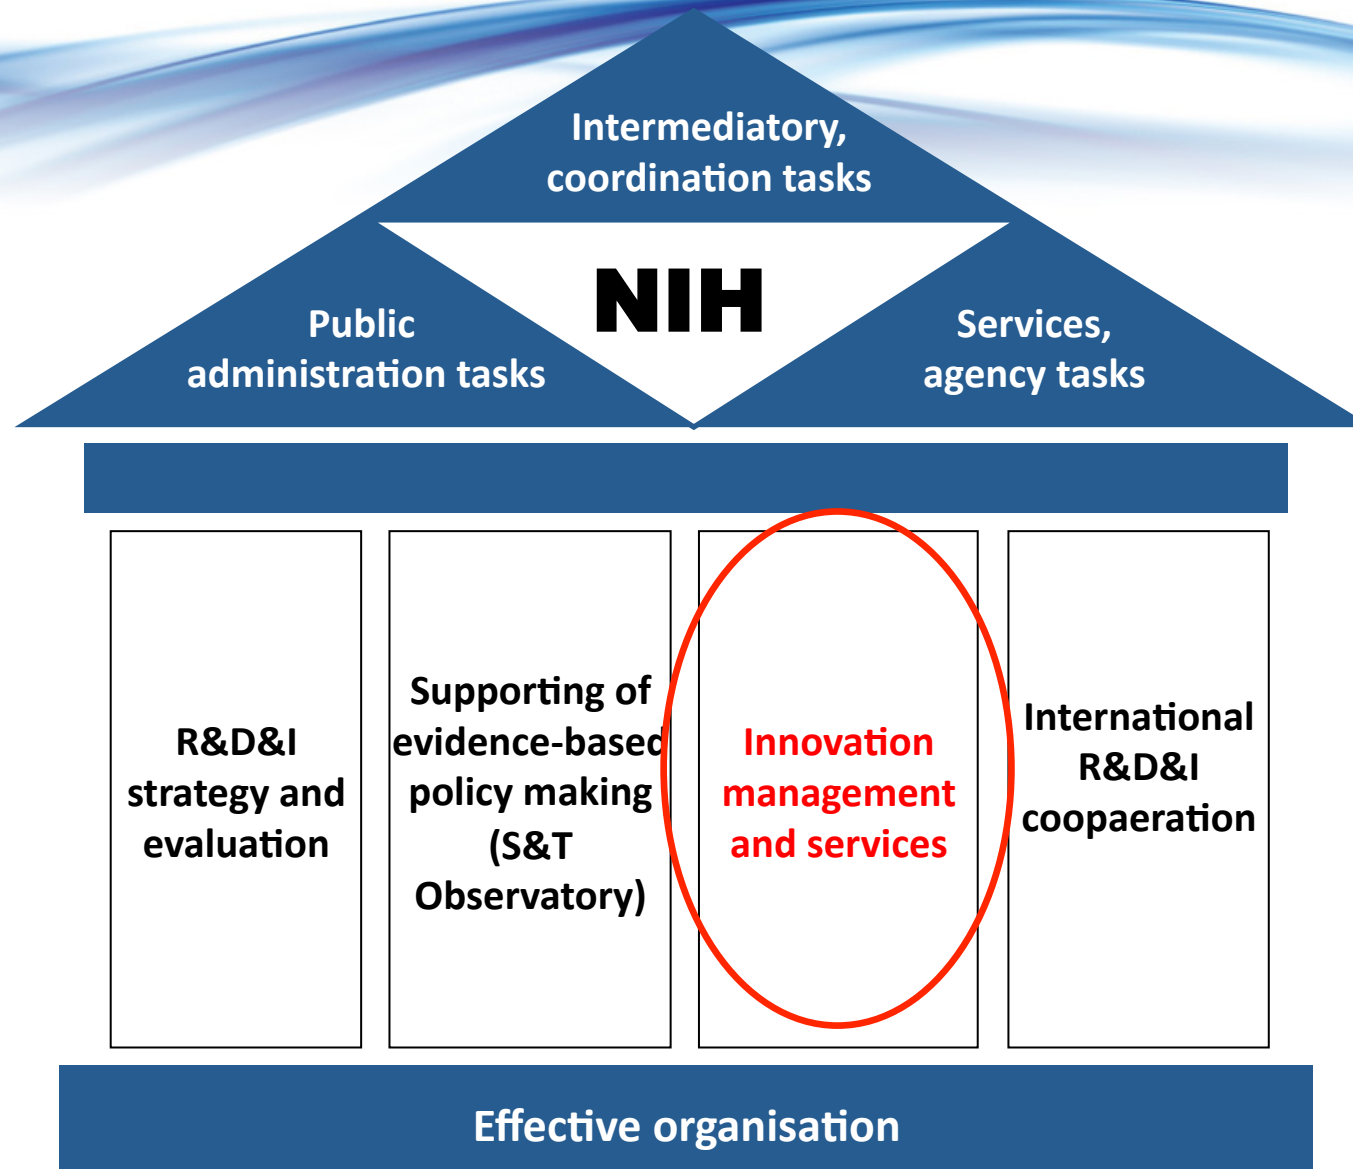 Intermediatory,
coordination tasks
NIH
Public
administration tasks
Services,
agency tasks
R&D&I
strategy and
evaluation
Supporting of
evidence-based
policy making
(S&T
Observatory)
Innovation
management
and services
International
R&D&I
coopaeration
Effective organisation